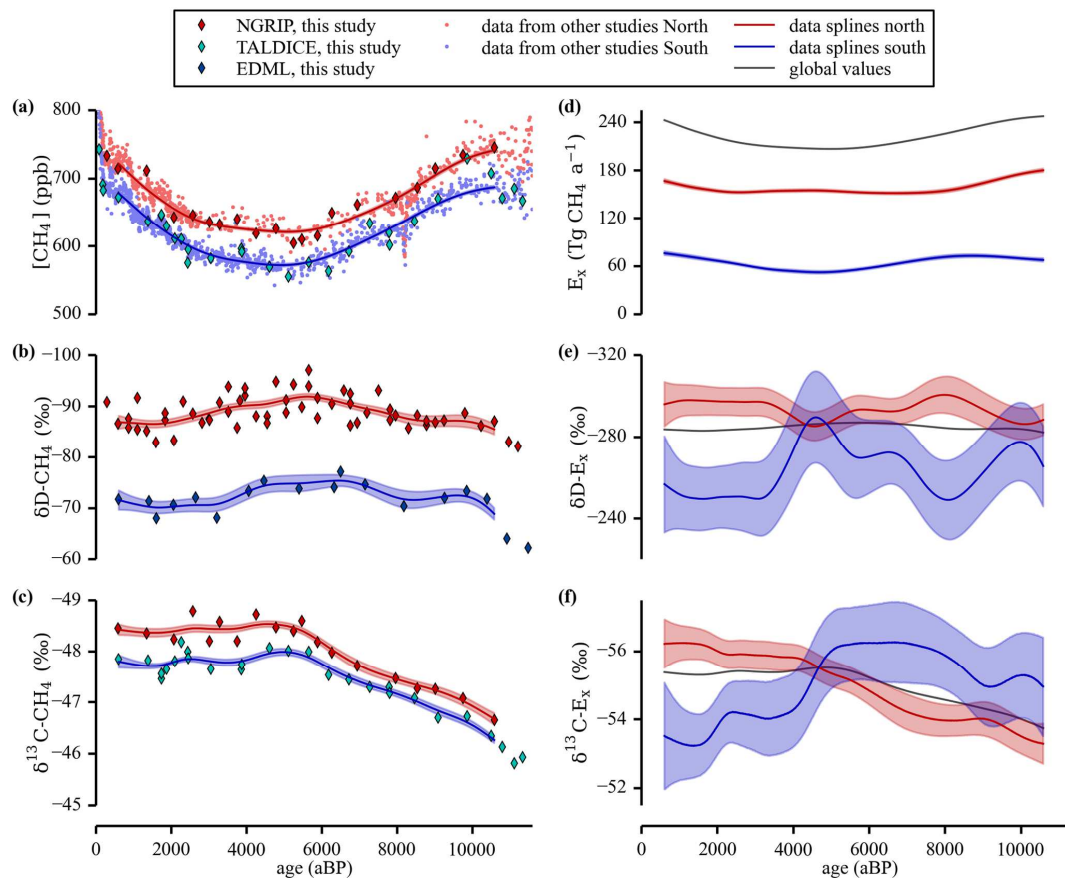 NGRIP, this study
TALDICE, this study
EDML, this study
data from other studies North
data from other studies South
data splines north
data splines south
global values
(a)
800
700
600
500
[CH₄] (ppb)
(b)
−100
−90
−80
−70
−60
δD-CH₄ (‰)
(c)
−49
−48
−47
−46
−45
δ¹³C-CH₄ (‰)
0 2000 4000 6000 8000 10000
age (aBP)
(d)
240
180
120
60
0
Eₓ (Tg CH₄ a⁻¹)
(e)
−320
−280
−240
δD-Eₓ (‰)
(f)
−56
−54
−52
δ¹³C-Eₓ (‰)
0 2000 4000 6000 8000 10000
age (aBP)